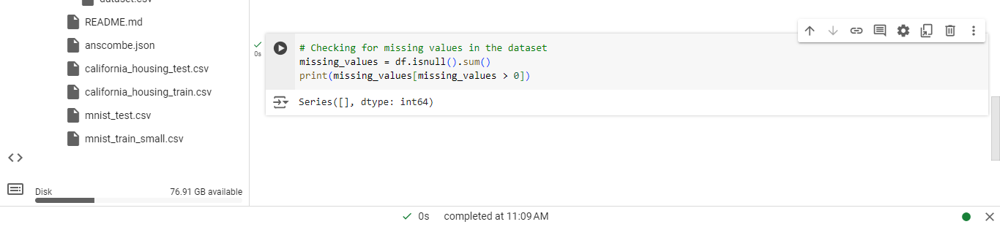 dataset.csv
README.md
anscombe.json
california_housing_test.csv
california_housing_train.csv
mnist_test.csv
mnist_train_small.csv
Disk 76.91 GB available
0s
# Checking for missing values in the dataset
missing_values = df.isnull().sum()
print(missing_values[missing_values > 0])
Series([], dtype: int64)
0s completed at 11:09 AM